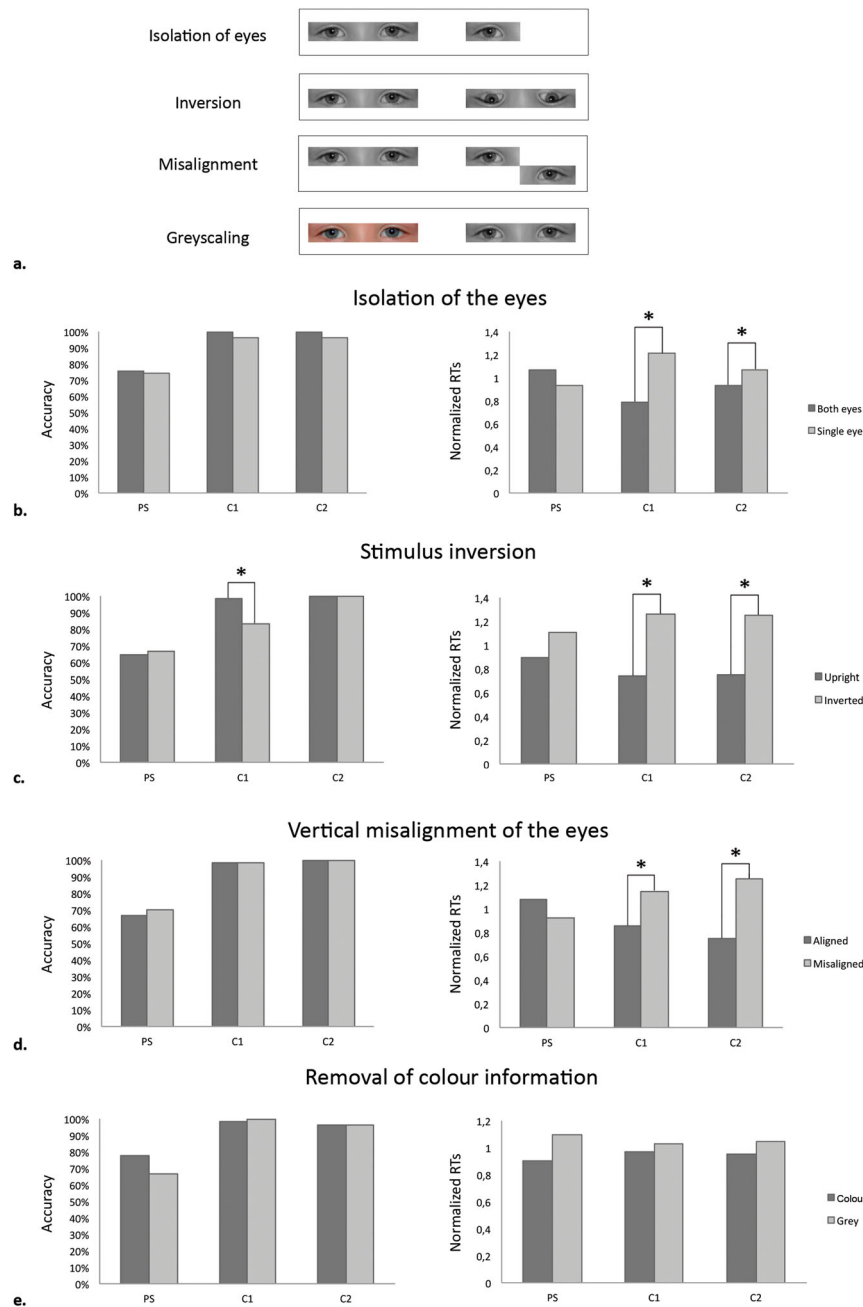 Isolation of eyes
Inversion
Misalignment
Greyscaling
a.
Isolation of the eyes
Accuracy
100%
90%
80%
70%
60%
50%
40%
30%
20%
10%
0%
PS C1 C2
Normalized RTs
1,4
1,2
1
0,8
0,6
0,4
0,2
0
* *
PS C1 C2
Both eyes
Single eye
b.
Stimulus inversion
Accuracy
100%
90%
80%
70%
60%
50%
40%
30%
20%
10%
0%
*
PS C1 C2
Normalized RTs
1,4
1,2
1
0,8
0,6
0,4
0,2
0
* *
PS C1 C2
Upright
Inverted
c.
Vertical misalignment of the eyes
Accuracy
100%
90%
80%
70%
60%
50%
40%
30%
20%
10%
0%
PS C1 C2
Normalized RTs
1,4
1,2
1
0,8
0,6
0,4
0,2
0
* *
PS C1 C2
Aligned
Misaligned
d.
Removal of colour information
Accuracy
100%
90%
80%
70%
60%
50%
40%
30%
20%
10%
0%
PS C1 C2
Normalized RTs
1,2
1
0,8
0,6
0,4
0,2
0
PS C1 C2
Colou
Grey
e.